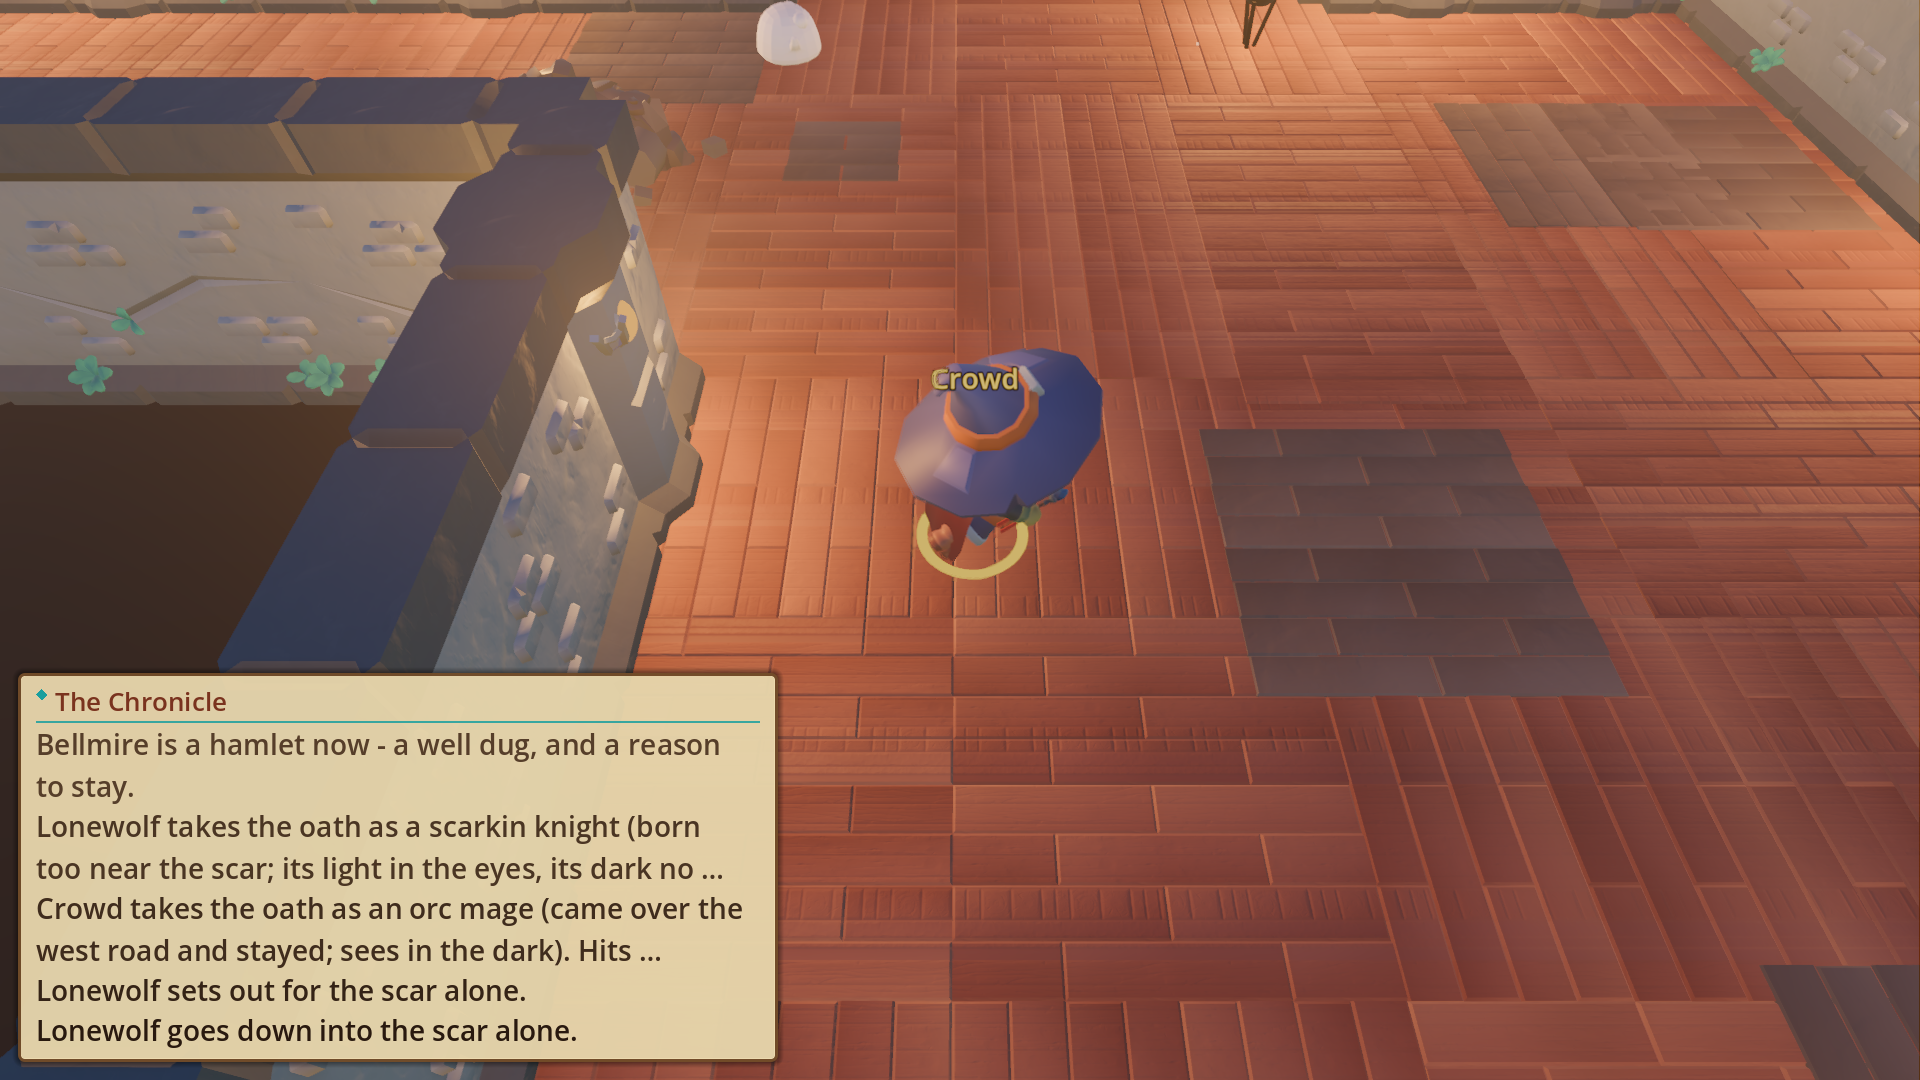 Crowd
The Chronicle
Bellmire is a hamlet now - a well dug, and a reason
to stay.
Lonewolf takes the oath as a scarkin knight (born
too near the scar; its light in the eyes, its dark no ...
Crowd takes the oath as an orc mage (came over the
west road and stayed; sees in the dark). Hits ...
Lonewolf sets out for the scar alone.
Lonewolf goes down into the scar alone.